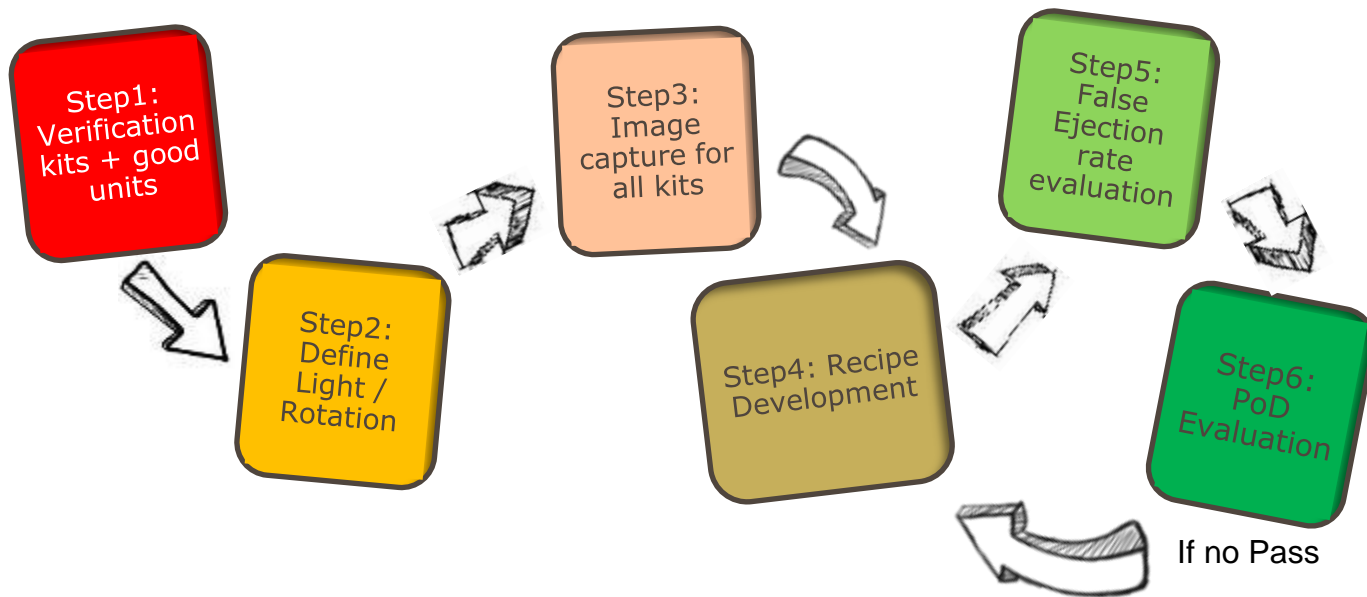 Step1:
Verification
kits + good
units
Step2:
Define
Light /
Rotation
Step3:
Image
capture for
all kits
Step4: Recipe
Development
Step5:
False
Ejection
rate
evaluation
Step6:
PoD
Evaluation
If no Pass